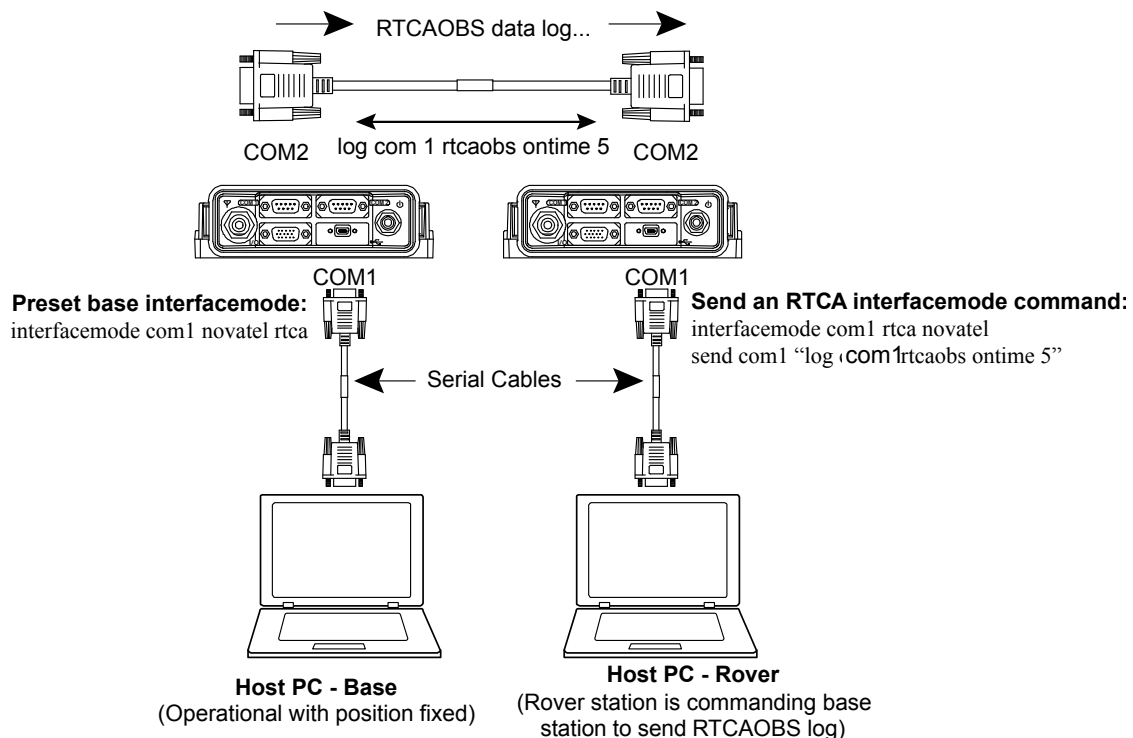 RTCAOBS data log...
log com 1 rtcaobs ontime 5
COM2
COM2
COM1
COM1
Preset base interfacemode:
interfacemode com1 novatel rtca
Send an RTCA interfacemode command:
interfacemode com1 rtca novatel
send com1 “log com1rtcaobs ontime 5”
Serial Cables
Host PC - Base
(Operational with position fixed)
Host PC - Rover
(Rover station is commanding base
station to send RTCAOBS log)